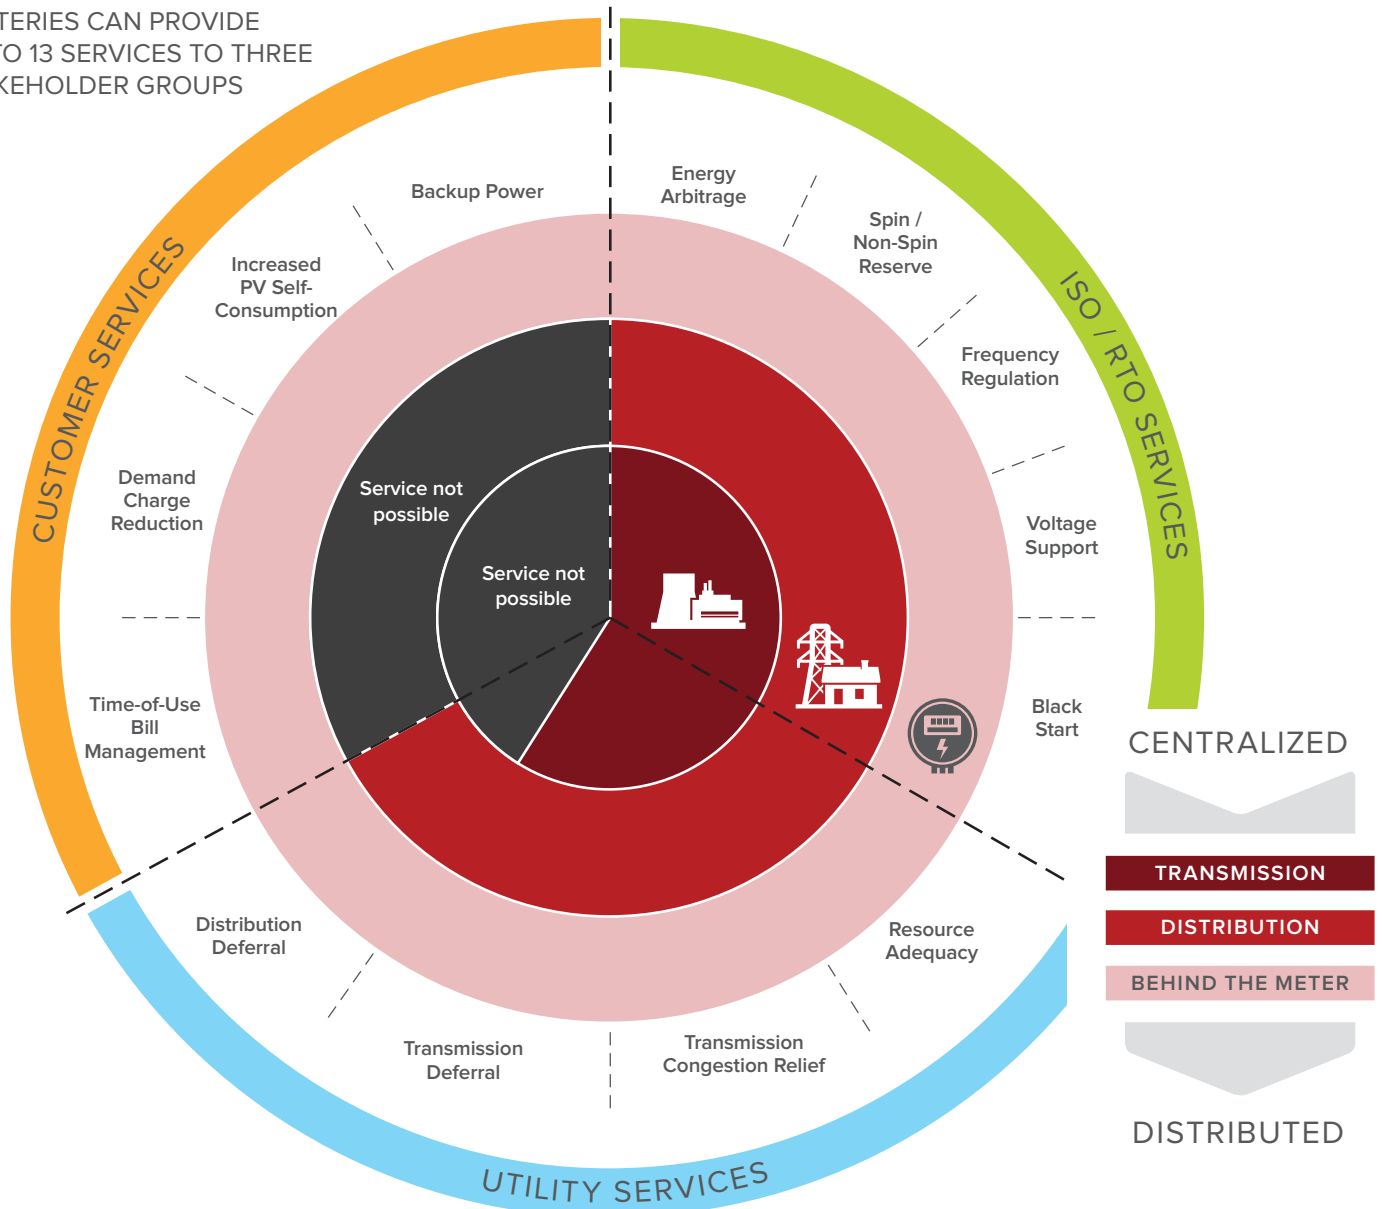 TERIES CAN PROVIDE
TO 13 SERVICES TO THREE
KEHOLDER GROUPS
CUSTOMER SERVICES
ISO / RTO SERVICES
UTILITY SERVICES
Backup Power
Energy
Arbitrage
Spin /
Non-Spin
Reserve
Increased
PV Self-
Consumption
Frequency
Regulation
Demand
Charge
Reduction
Service not
possible
Service not
possible
Voltage
Support
Time-of-Use
Bill
Management
Black
Start
Distribution
Deferral
Resource
Adequacy
Transmission
Deferral
Transmission
Congestion Relief
CENTRALIZED
TRANSMISSION
DISTRIBUTION
BEHIND THE METER
DISTRIBUTED